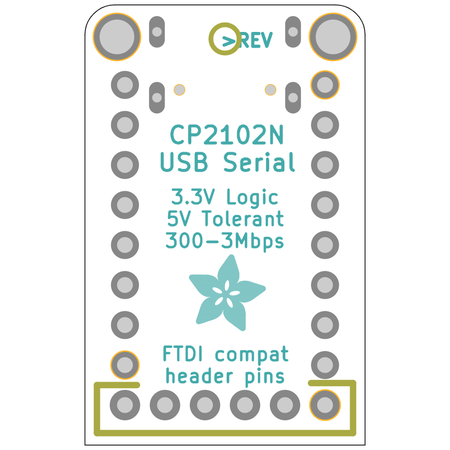 >REV
CP2102N
USB Serial
3.3V Logic
5V Tolerant
300-3Mbps
FTDI compat
header pins